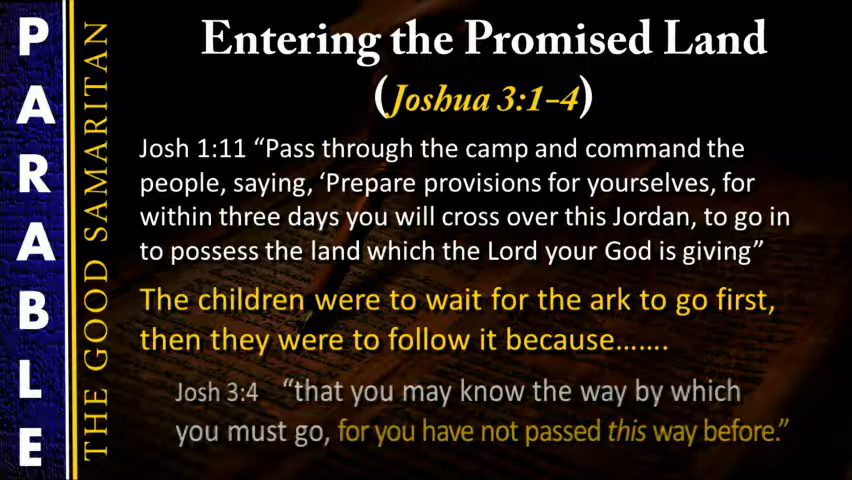 PARABLE
THE GOOD SAMARITAN
Entering the Promised Land
(Joshua 3:1-4)
Josh 1:11 “Pass through the camp and command the
people, saying, ‘Prepare provisions for yourselves, for
within three days you will cross over this Jordan, to go in
to possess the land which the Lord your God is giving”
The children were to wait for the ark to go first,
then they were to follow it because…….
Josh 3:4 “that you may know the way by which
you must go, for you have not passed this way before.”